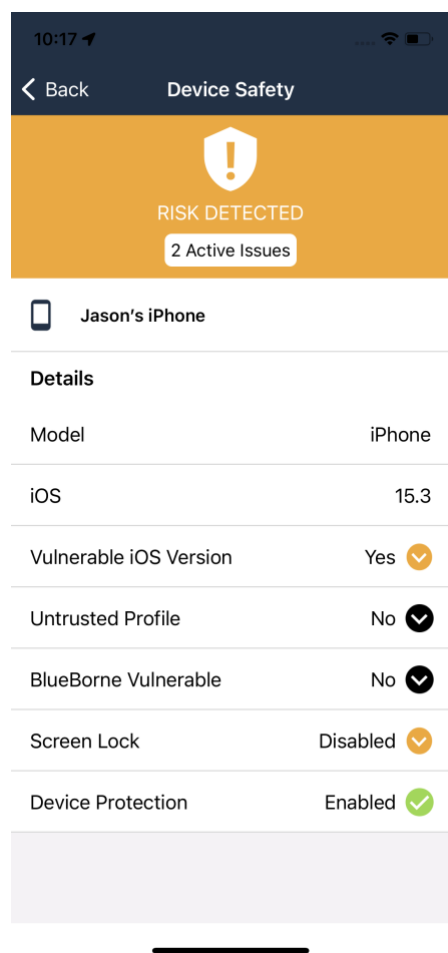 10:17
Back Device Safety
RISK DETECTED
2 Active Issues
Jason's iPhone
Details
Model iPhone
iOS 15.3
Vulnerable iOS Version Yes
Untrusted Profile No
BlueBorne Vulnerable No
Screen Lock Disabled
Device Protection Enabled